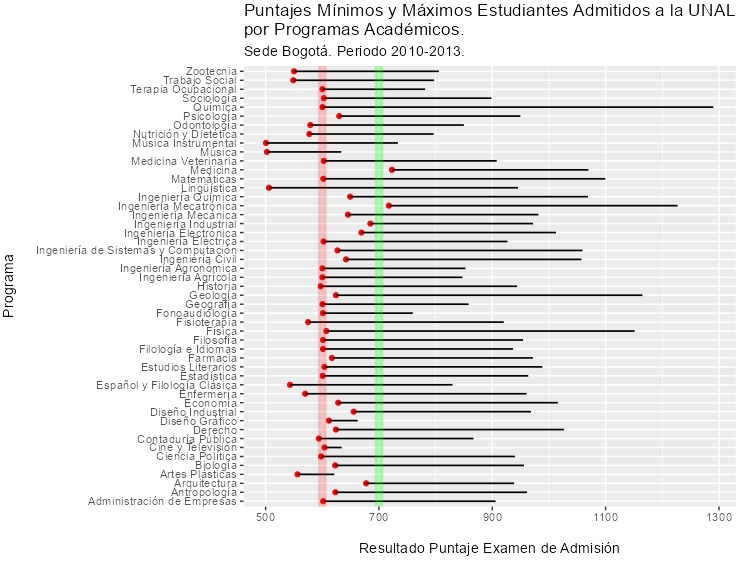 Puntajes Mínimos y Máximos Estudiantes Admitidos a la UNAL
por Programas Académicos.
Sede Bogotá. Periodo 2010-2013.
Programa
Zootecnia
Trabajo Social
Terapia Ocupacional
Sociología
Química
Psicología
Odontología
Nutrición y Dietética
Música Instrumental
Música
Medicina Veterinaria
Medicina
Matemáticas
Lingüística
Ingeniería Química
Ingeniería Mecatrónica
Ingeniería Mecánica
Ingeniería Industrial
Ingeniería Electrónica
Ingeniería Eléctrica
Ingeniería de Sistemas y Computación
Ingeniería Civil
Ingeniería Agronómica
Ingeniería Agrícola
Historia
Geología
Geografía
Fonoaudiología
Fisioterapia
Física
Filosofía
Filología e Idiomas
Farmacia
Estudios Literarios
Estadística
Español y Filología Clásica
Enfermería
Economía
Diseño Industrial
Diseño Gráfico
Derecho
Contaduría Pública
Cine y Televisión
Ciencia Política
Biología
Artes Plásticas
Arquitectura
Antropología
Administración de Empresas
500 700 900 1100 1300
Resultado Puntaje Examen de Admisión